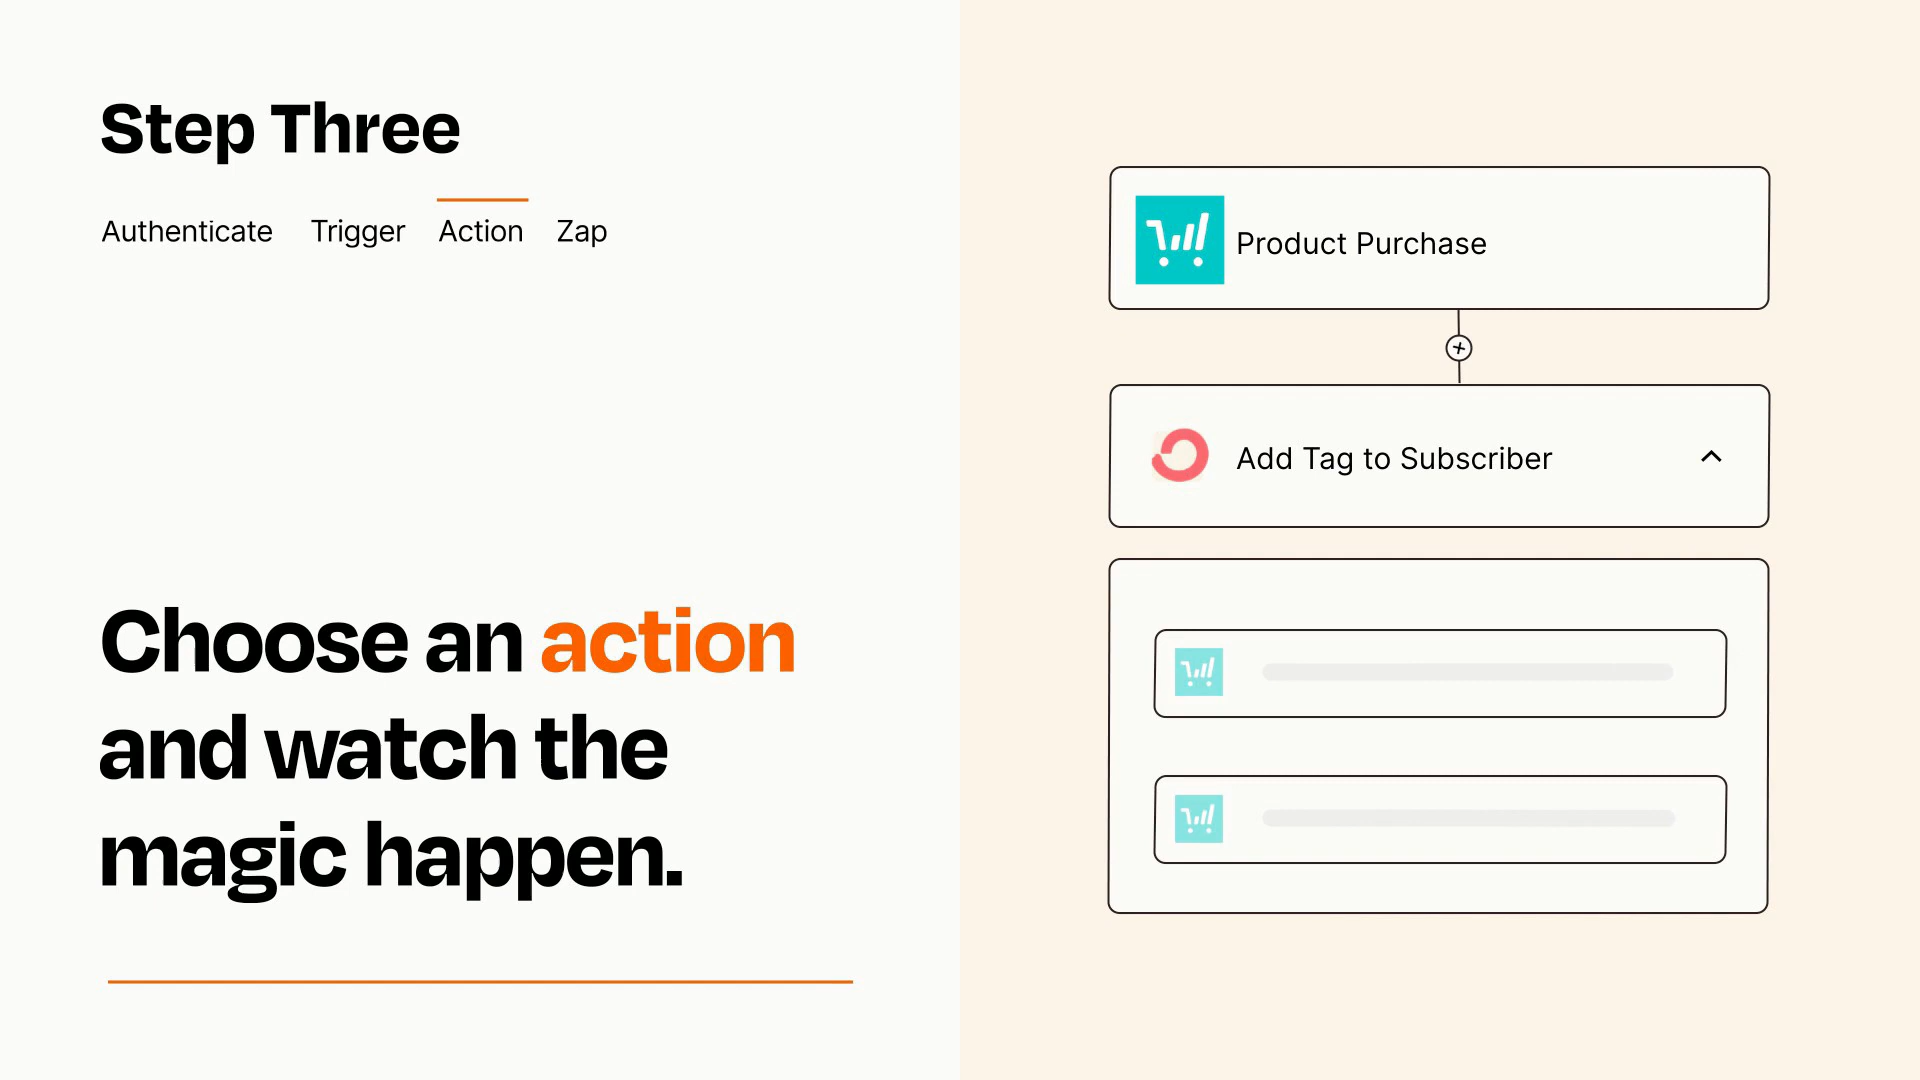 Step Three
Authenticate Trigger Action Zap
Choose an action
and watch the
magic happen.
Product Purchase
Add Tag to Subscriber